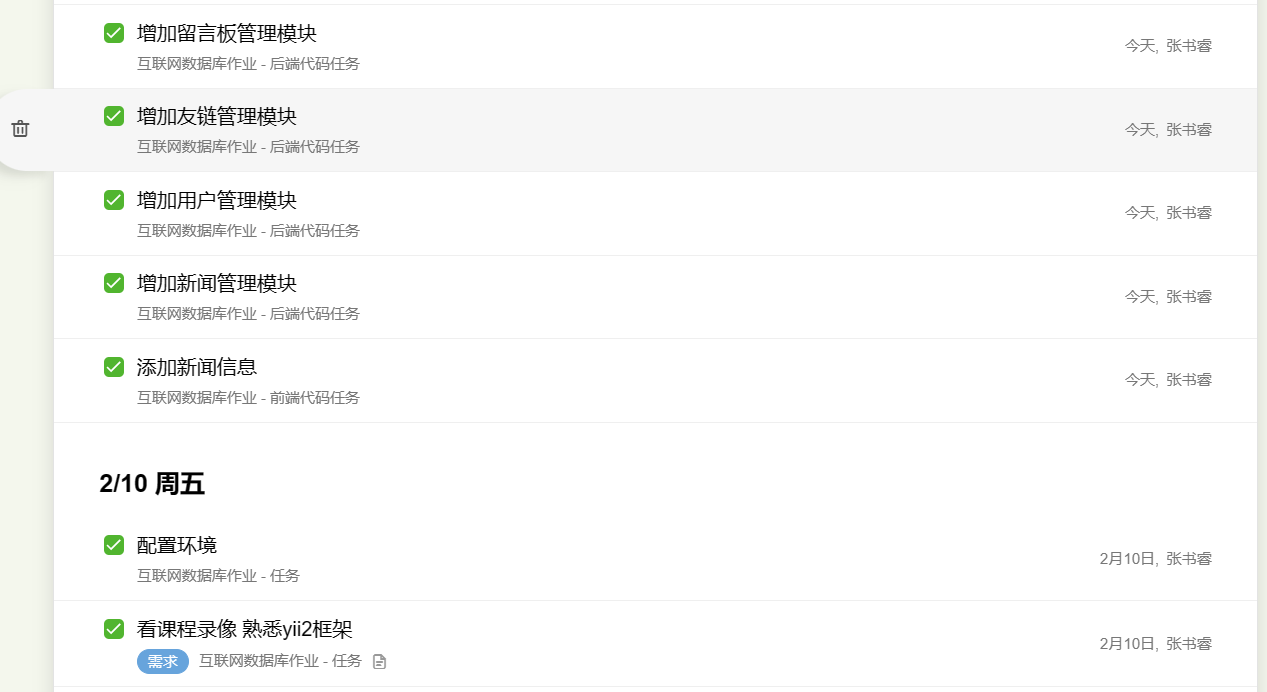 增加留言板管理模块
互联网数据库作业 - 后端代码任务
今天, 张书睿
增加友链管理模块
互联网数据库作业 - 后端代码任务
今天, 张书睿
增加用户管理模块
互联网数据库作业 - 后端代码任务
今天, 张书睿
增加新闻管理模块
互联网数据库作业 - 后端代码任务
今天, 张书睿
添加新闻信息
互联网数据库作业 - 前端代码任务
今天, 张书睿
2/10 周五
配置环境
互联网数据库作业 - 任务
2月10日, 张书睿
看课程录像 熟悉yii2框架
需求 互联网数据库作业 - 任务
2月10日, 张书睿